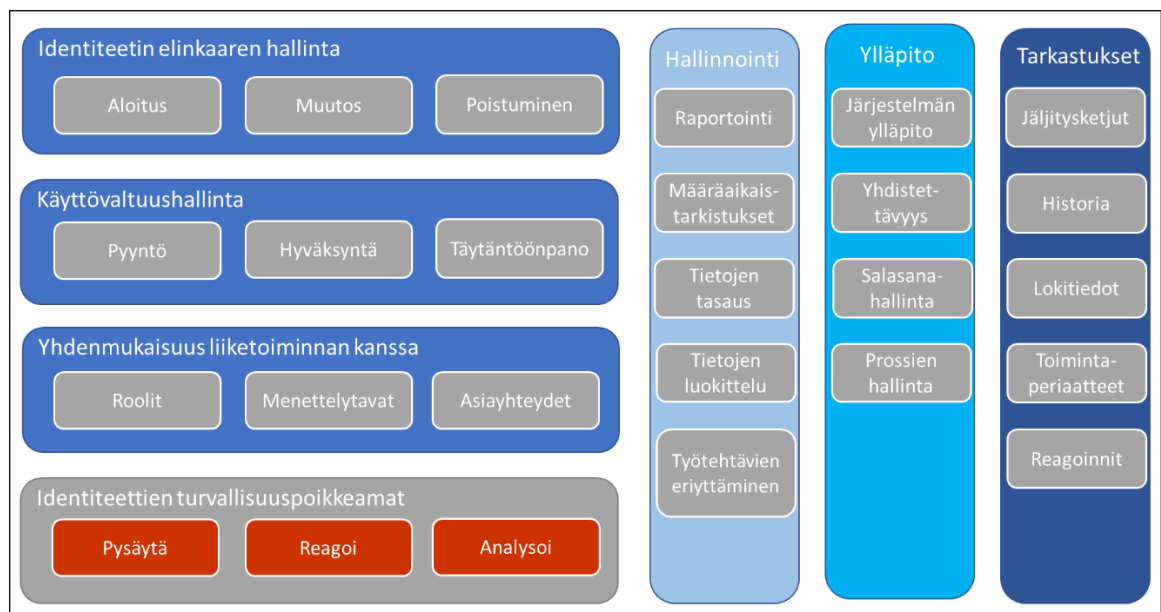 Identiteetin elinkaaren hallinta
Aloitus
Muutos
Poistuminen
Käyttövaltuushallinta
Pyyntö
Hyväksyntä
Täytäntöönpano
Yhdenmukaisuus liiketoiminnan kanssa
Roolit
Menettelytavat
Asiayhteydet
Identiteettien turvallisuuspoikkeamat
Pysäytä
Reagoi
Analysoi
Hallinnointi
Raportointi
Määräaikais-
tarkistukset
Tietojen
tasaus
Tietojen
luokittelu
Työtehtävien
eriyttäminen
Ylläpito
Järjestelmän
ylläpito
Yhdistet-
tävyys
Salasana-
hallinta
Prossien
hallinta
Tarkastukset
Jäljitysketjut
Historia
Lokitiedot
Toiminta-
periaatteet
Reagoinnit